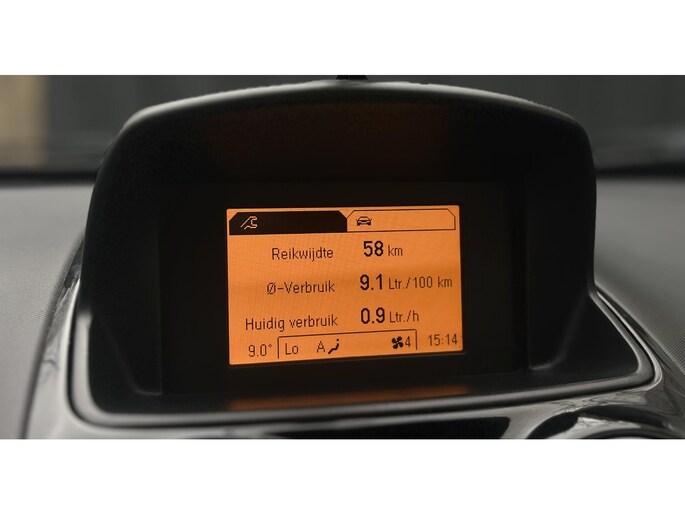 Reikwijdte 58 km
Ø-Verbruik 9.1 Ltr./100 km
Huidig verbruik 0.9 Ltr./h
9.0° Lo A 4 15:14